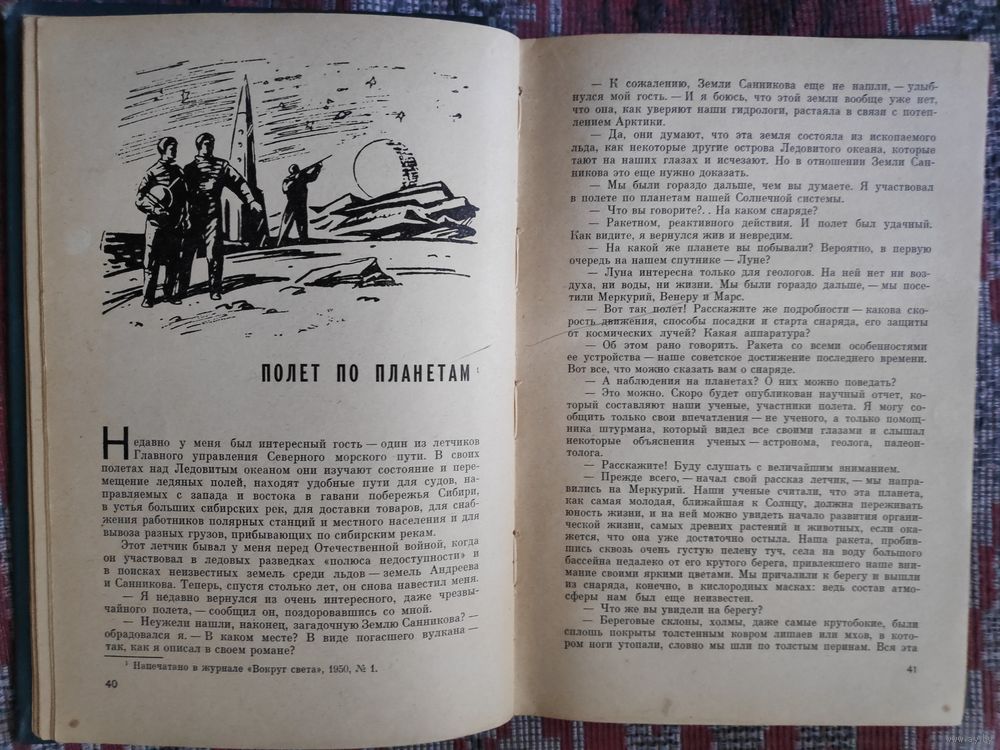 ПОЛЕТ ПО ПЛАНЕТАМ ¹
Недавно у меня был интересный гость — один из летчиков
Главного управления Северного морского пути. В своих
полетах над Ледовитым океаном они изучают состояние и пере-
мещение ледяных полей, находят удобные пути для судов, на-
правляемых с запада и востока в гавани побережья Сибири,
в устья больших сибирских рек, для доставки товаров, для снаб-
жения работников полярных станций и местного населения и для
вывоза разных грузов, прибывающих по сибирским рекам.
Этот летчик бывал у меня перед Отечественной войной, когда
он участвовал в ледовых разведках «полюса недоступности» и
в поисках неизвестных земель среди льдов — земель Андреева
и Санникова. Теперь, спустя столько лет, он снова навестил меня.
— Я недавно вернулся из очень интересного, даже чрезвы-
чайного полета, — сообщил он, поздоровавшись со мной.
— Неужели нашли, наконец, загадочную Землю Санникова? —
обрадовался я. — В каком месте? В виде погасшего вулкана —
так, как я описал в своем романе?
¹ Напечатано в журнале «Вокруг света», 1950, № 1.
40
— К сожалению, Земли Санникова еще не нашли, — улыб-
нулся мой гость. — И я боюсь, что этой земли вообще уже нет,
что она, как уверяют наши гидрологи, растаяла в связи с потеп-
лением Арктики.
— Да, они думают, что эта земля состояла из ископаемого
льда, как некоторые другие острова Ледовитого океана, которые
тают на наших глазах и исчезают. Но в отношении Земли Сан-
никова это еще нужно доказать.
— Мы были гораздо дальше, чем вы думаете. Я участвовал
в полете по планетам нашей Солнечной системы.
— Что вы говорите?.. На каком снаряде?
— Ракетном, реактивного действия. И полет был удачный.
Как видите, я вернулся жив и невредим.
— На какой же планете вы побывали? Вероятно, в первую
очередь на нашем спутнике — Луне?
— Луна интересна только для геологов. На ней нет ни воз-
духа, ни воды, ни жизни. Мы были гораздо дальше, — мы посе-
тили Меркурий, Венеру и Марс.
— Вот так полет! Расскажите же подробности — какова ско-
рость движения, способы посадки и старта снаряда, его защиты
от космических лучей? Какая аппаратура?
— Об этом рано говорить. Ракета со всеми особенностями
ее устройства — наше советское достижение последнего времени.
Вот все, что можно сказать вам о снаряде.
— А наблюдения на планетах? О них можно поведать?
— Это можно. Скоро будет опубликован научный отчет, ко-
торый составляют наши ученые, участники полета. Я могу со-
общить только свои впечатления — не ученого, а только помощ-
ника штурмана, который видел все своими глазами и слышал
некоторые объяснения ученых — астронома, геолога, палеон-
толога.
— Расскажите! Буду слушать с величайшим вниманием.
— Прежде всего, — начал свой рассказ летчик, — мы напра-
вились на Меркурий. Наши ученые считали, что эта планета,
как самая молодая, ближайшая к Солнцу, должна переживать
юность жизни, и на ней можно увидеть начало развития органи-
ческой жизни, самых древних растений и животных, если ока-
жется, что она уже достаточно остыла. Наша ракета, пробив-
шись сквозь очень густую пелену туч, села на воду большого
бассейна недалеко от его крутого берега, привлекшего наше вни-
мание своими яркими цветами. Мы причалили к берегу и вышли
из снаряда, конечно, в кислородных масках: ведь состав атмо-
сферы нам был еще неизвестен.
— Что же вы увидели на берегу?
— Береговые склоны, холмы, даже самые крутобокие, были
сплошь покрыты толстенным ковром лишаев или мхов, в кото-
ром ноги утопали, словно мы шли по толстым перинам. Вся эта
41